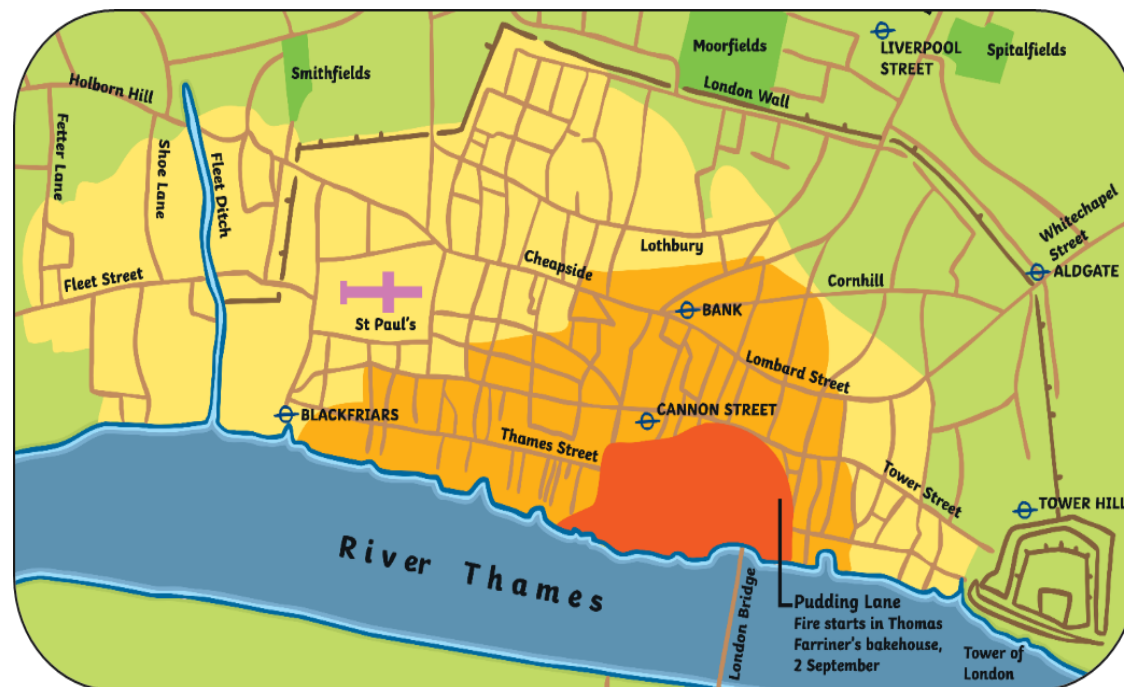 Moorfields
LIVERPOOL
STREET
Spitalfields
Smithfields
Holborn Hill
London Wall
Fetter Lane
Shoe Lane
Fleet Ditch
Whitechapel
Street
Lothbury
Cheapside
Cornhill
ALDGATE
Fleet Street
BANK
St Paul's
Lombard Street
BLACKFRIARS
CANNON STREET
Thames Street
Tower Street
TOWER HILL
River Thames
London Bridge
Pudding Lane
Fire starts in Thomas
Farriner's bakehouse,
2 September
Tower of
London